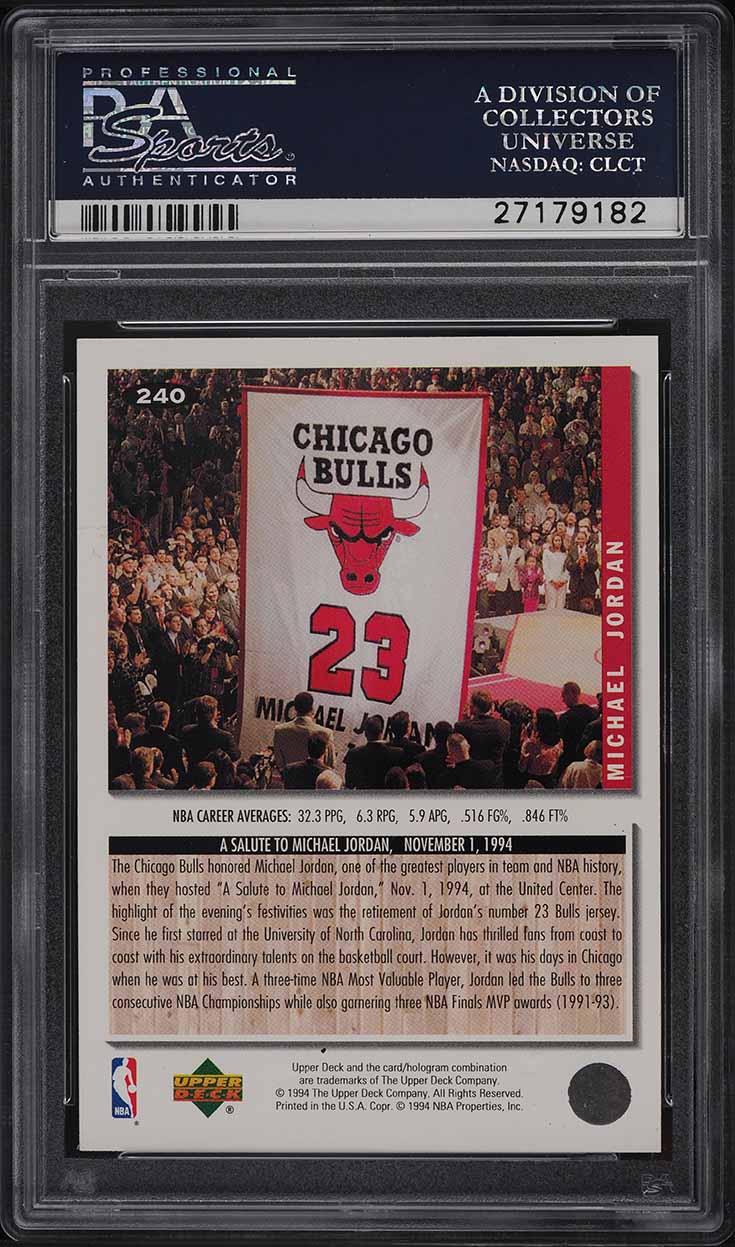 PROFESSIONAL
PSA
Sports
AUTHENTICATOR
A DIVISION OF
COLLECTORS
UNIVERSE
NASDAQ: CLCT
27179182
240
CHICAGO
BULLS
23
MICHAEL JORDAN
MICHAEL JORDAN
NBA CAREER AVERAGES: 32.3 PPG, 6.3 RPG, 5.9 APG, .516 FG%, .846 FT%
A SALUTE TO MICHAEL JORDAN, NOVEMBER 1, 1994
The Chicago Bulls honored Michael Jordan, one of the greatest players in team and NBA history,
when they hosted "A Salute to Michael Jordan," Nov. 1, 1994, at the United Center. The
highlight of the evening's festivities was the retirement of Jordan's number 23 Bulls jersey.
Since he first starred at the University of North Carolina, Jordan has thrilled fans from coast to
coast with his extraordinary talents on the basketball court. However, it was his days in Chicago
when he was at his best. A three-time NBA Most Valuable Player, Jordan led the Bulls to three
consecutive NBA Championships while also garnering three NBA Finals MVP awards (1991-93).
NBA
®
UPPER
DECK
®
Upper Deck and the card/hologram combination
are trademarks of The Upper Deck Company.
© 1994 The Upper Deck Company. All Rights Reserved.
Printed in the U.S.A. Copr. © 1994 NBA Properties, Inc.